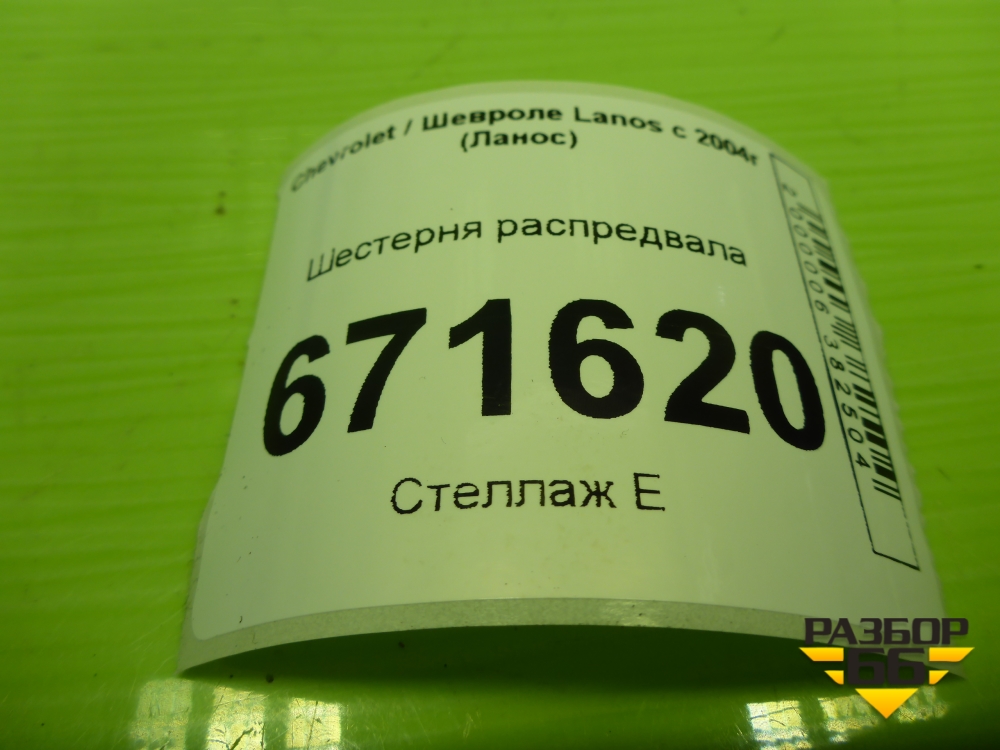 Chevrolet / Шевроле Lanos с 2004г
(Ланос)
Шестерня распредвала
671620
Стеллаж Е
2000006382504
РАЗБОР
66